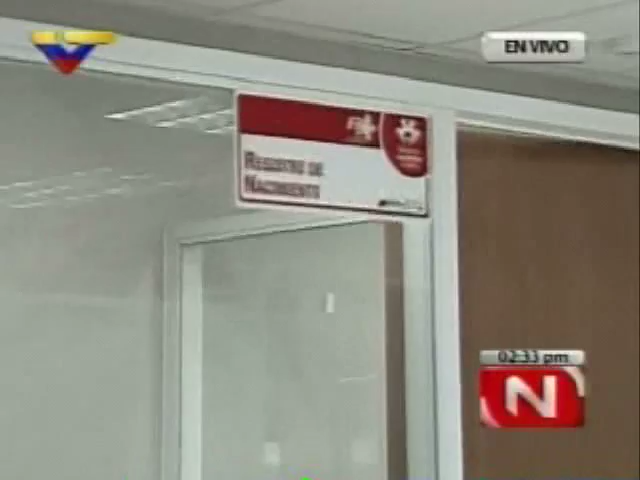 EN VIVO
REGISTRO DE
NACIMIENTO
02:33 pm
N